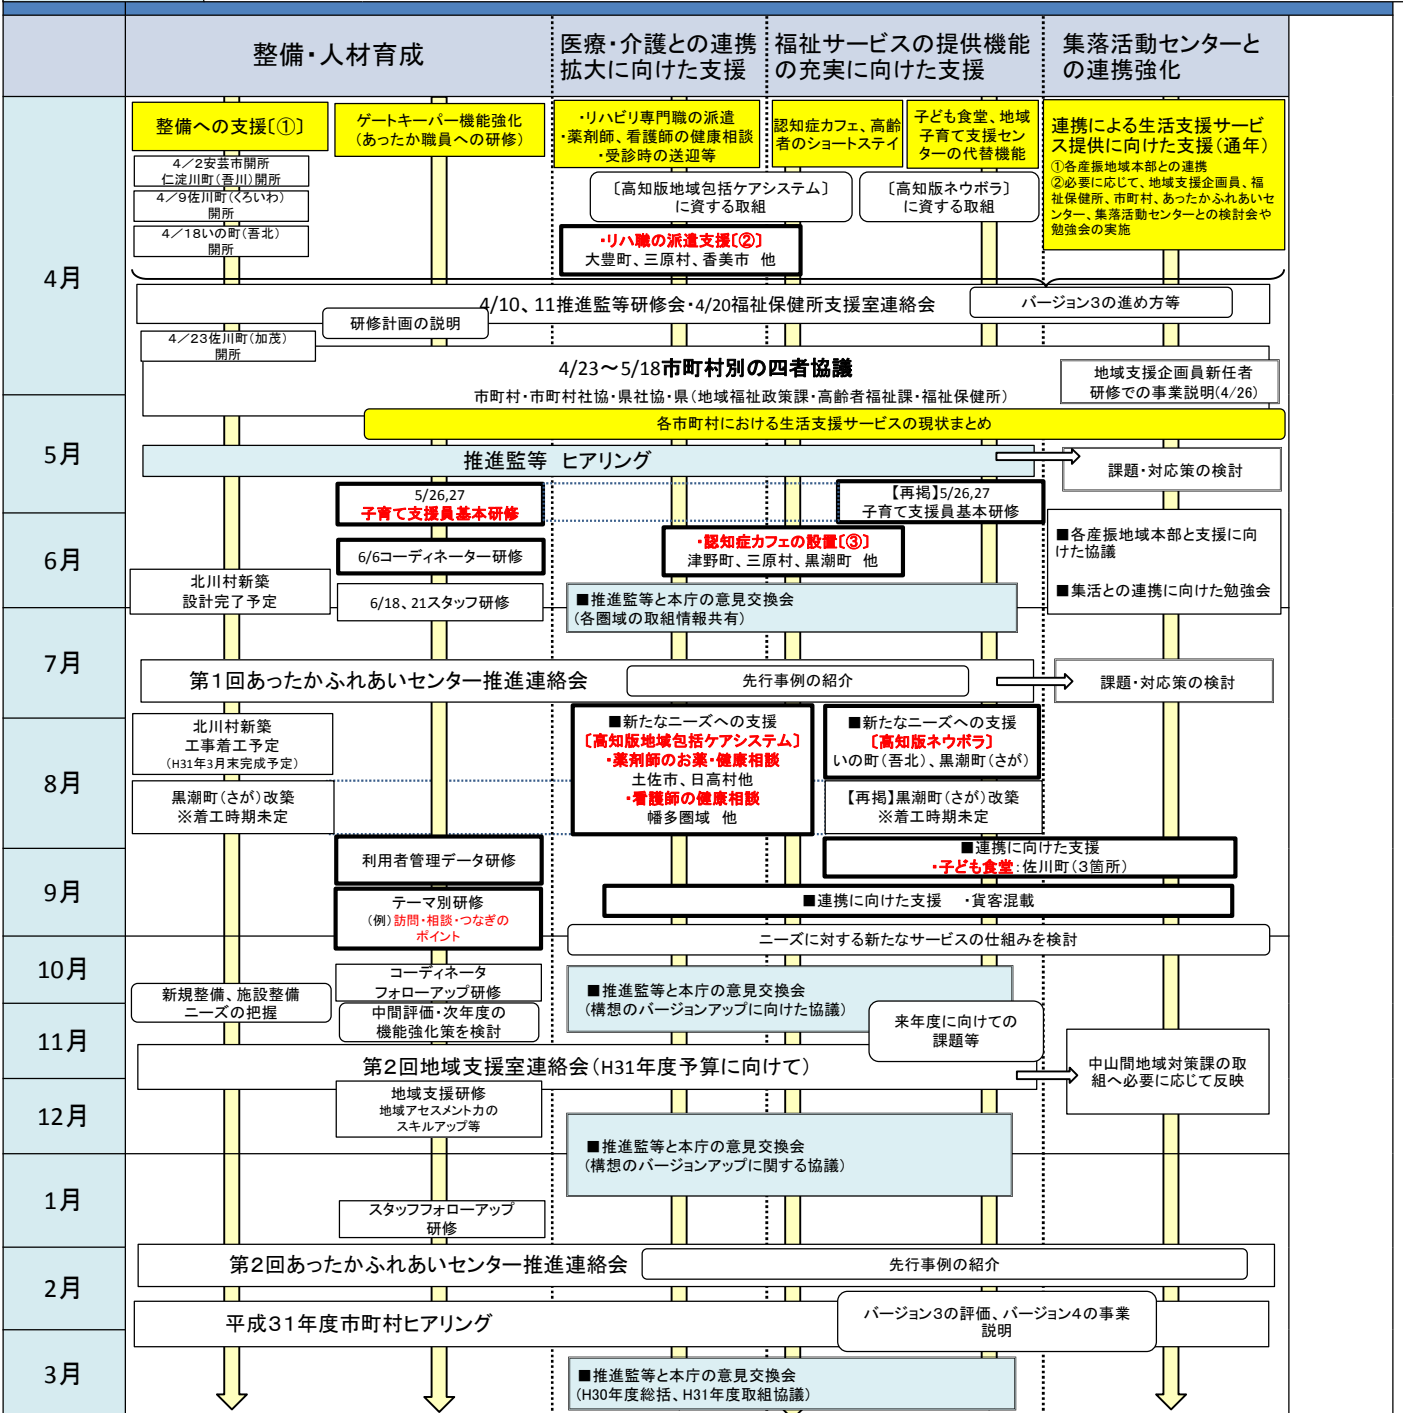 整備・人材育成
医療・介護との連携
拡大に向けた支援
福祉サービスの提供機能
の充実に向けた支援
集落活動センターと
の連携強化
4月
整備への支援〔①〕
4/2安芸市開所
仁淀川町(吾川)開所
4/9佐川町(くろいわ)
開所
4/18いの町(吾北)
開所
ゲートキーパー機能強化
(あったか職員への研修)
・リハビリ専門職の派遣
・薬剤師、看護師の健康相談
・受診時の送迎等
認知症カフェ、高齢
者のショートステイ
子ども食堂、地域
子育て支援セン
ターの代替機能
連携による生活支援サービ
ス提供に向けた支援(通年)
①各産振地域本部との連携
②必要に応じて、地域支援企画員、福
祉保健所、市町村、あったかふれあいセ
ンター、集落活動センターとの検討会や
勉強会の実施
〔高知版地域包括ケアシステム〕
に資する取組
〔高知版ネウボラ〕
に資する取組
・リハ職の派遣支援〔②〕
大豊町、三原村、香美市 他
4/10、11推進監等研修会・4/20福祉保健所支援室連絡会
バージョン3の進め方等
研修計画の説明
4/23佐川町(加茂)
開所
4/23～5/18市町村別の四者協議
市町村・市町村社協・県社協・県(地域福祉政策課・高齢者福祉課・福祉保健所)
地域支援企画員新任者
研修での事業説明(4/26)
5月
各市町村における生活支援サービスの現状まとめ
推進監等 ヒアリング
課題・対応策の検討
5/26,27
子育て支援員基本研修
【再掲】5/26,27
子育て支援員基本研修
6月
6/6コーディネーター研修
・認知症カフェの設置〔③〕
津野町、三原村、黒潮町 他
■各産振地域本部と支援に向
けた協議
■集活との連携に向けた勉強会
北川村新築
設計完了予定
6/18、21スタッフ研修
■推進監等と本庁の意見交換会
(各圏域の取組情報共有)
7月
第1回あったかふれあいセンター推進連絡会
先行事例の紹介
課題・対応策の検討
8月
北川村新築
工事着工予定
(H31年3月末完成予定)
黒潮町(さが)改築
※着工時期未定
■新たなニーズへの支援
〔高知版地域包括ケアシステム〕
・薬剤師のお薬・健康相談
土佐市、日高村他
・看護師の健康相談
幡多圏域 他
■新たなニーズへの支援
〔高知版ネウボラ〕
いの町(吾北)、黒潮町(さが)
【再掲】黒潮町(さが)改築
※着工時期未定
9月
利用者管理データ研修
■連携に向けた支援
・子ども食堂:佐川町(3箇所)
テーマ別研修
(例)訪問・相談・つなぎの
ポイント
■連携に向けた支援 ・貨客混載
ニーズに対する新たなサービスの仕組みを検討
10月
コーディネータ
フォローアップ研修
新規整備、施設整備
ニーズの把握
中間評価・次年度の
機能強化策を検討
■推進監等と本庁の意見交換会
(構想のバージョンアップに向けた協議)
来年度に向けての
課題等
11月
第2回地域支援室連絡会(H31年度予算に向けて)
中山間地域対策課の取
組へ必要に応じて反映
12月
地域支援研修
地域アセスメント力の
スキルアップ等
■推進監等と本庁の意見交換会
(構想のバージョンアップに関する協議)
1月
スタッフフォローアップ
研修
第2回あったかふれあいセンター推進連絡会
先行事例の紹介
2月
平成31年度市町村ヒアリング
バージョン3の評価、バージョン4の事業
説明
3月
■推進監等と本庁の意見交換会
(H30年度総括、H31年度取組協議)